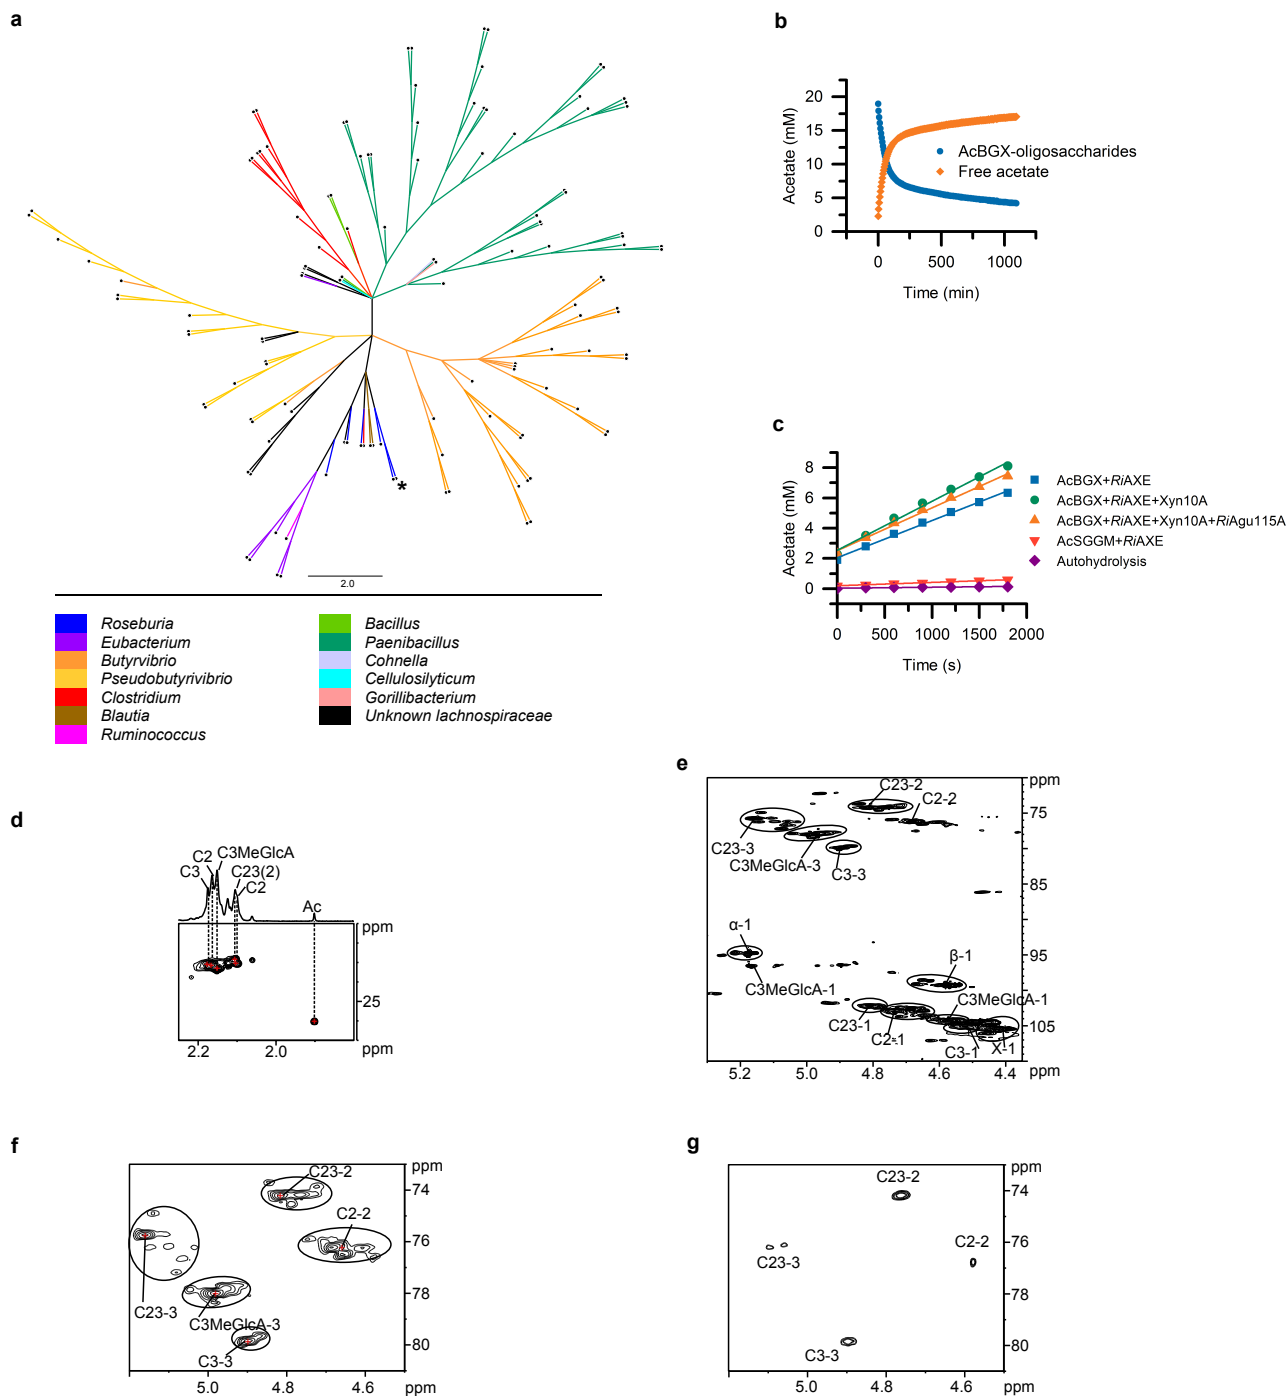 a
2.0
*
Roseburia
Eubacterium
Butyrvibrio
Pseudobutyrivibrio
Clostridium
Blautia
Ruminococcus
Bacillus
Paenibacillus
Cohnella
Cellulosilyticum
Gorillibacterium
Unknown lachnospiraceae
b
Acetate (mM)
20
15
10
5
0
AcBGX-oligosaccharides
Free acetate
0 500 1000
Time (min)
c
Acetate (mM)
8
6
4
2
0
AcBGX+RiAXE
AcBGX+RiAXE+Xyn10A
AcBGX+RiAXE+Xyn10A+RiAgu115A
AcSGGM+RiAXE
Autohydrolysis
0 500 1000 1500 2000
Time (s)
d
C3
C2
C3MeGlcA
C23(2)
C2
Ac
ppm
25
2.2 2.0 ppm
e
ppm
C23-2
C2-2
75
C23-3
C3MeGlcA-3
C3-3
85
α-1
95
C3MeGlcA-1
β-1
C3MeGlcA-1
C23-1
C2-1
C3-1
X-1
105
5.2 5.0 4.8 4.6 4.4 ppm
f
ppm
C23-2
74
C2-2
76
C23-3
78
C3MeGlcA-3
C3-3
80
5.0 4.8 4.6 ppm
g
ppm
C23-2
74
C23-3
C2-2
76
78
C3-3
80
5.0 4.8 4.6 ppm